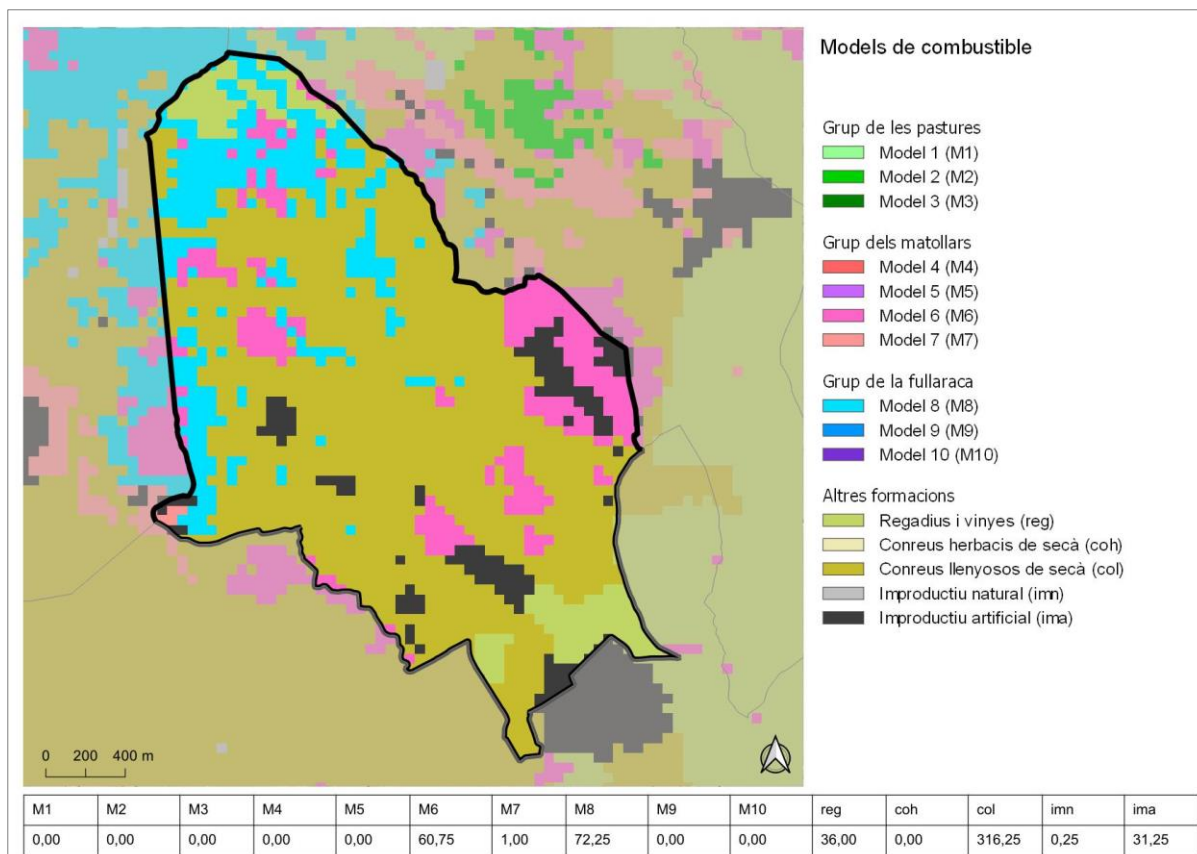 Models de combustible
Grup de les pastures
Model 1 (M1)
Model 2 (M2)
Model 3 (M3)
Grup dels matollars
Model 4 (M4)
Model 5 (M5)
Model 6 (M6)
Model 7 (M7)
Grup de la fullaraca
Model 8 (M8)
Model 9 (M9)
Model 10 (M10)
Altres formacions
Regadius i vinyes (reg)
Conreus herbacis de secà (coh)
Conreus llenyosos de secà (col)
Improductiu natural (imn)
Improductiu artificial (ima)
0 200 400 m
M1 M2 M3 M4 M5 M6 M7 M8 M9 M10 reg coh col imn ima
0,00 0,00 0,00 0,00 0,00 60,75 1,00 72,25 0,00 0,00 36,00 0,00 316,25 0,25 31,25